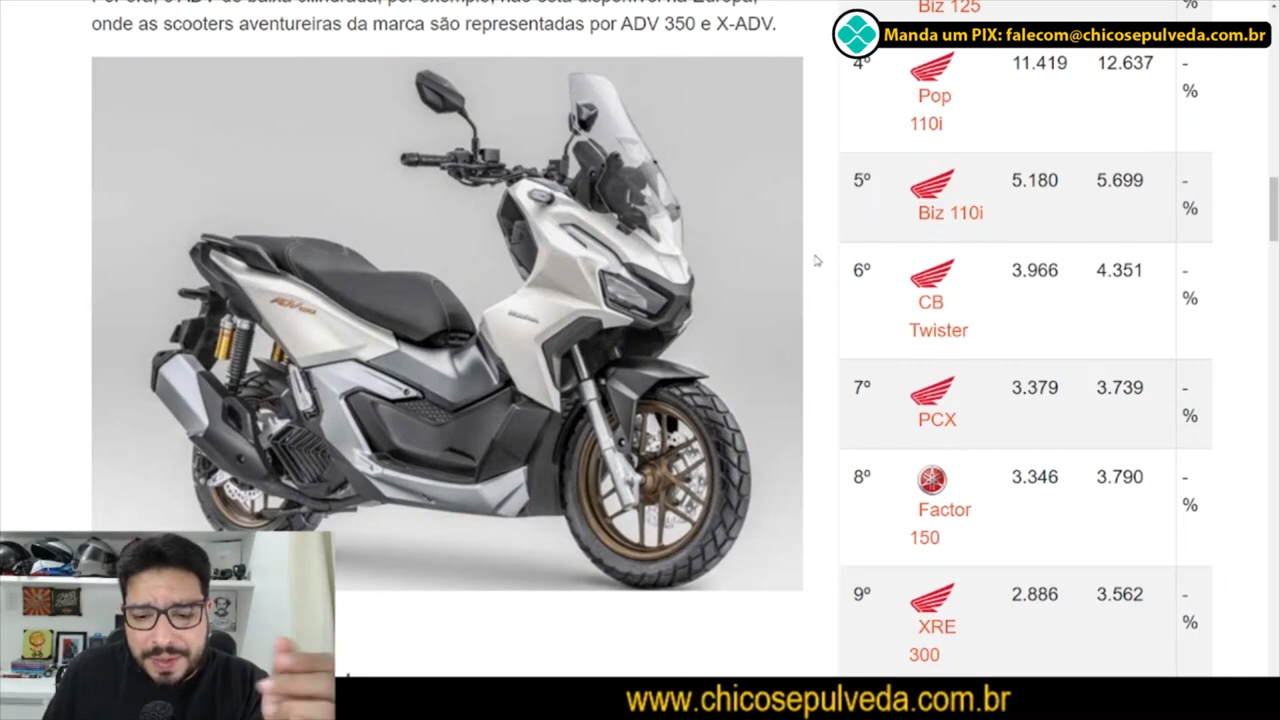 onde as scooters aventureiras da marca são representadas por ADV 350 e X-ADV.
Manda um PIX: falecom@chicosepulveda.com.br
Biz 125
%
4º 11.419 12.637 -
%
Pop
110i
5º 5.180 5.699 -
%
Biz 110i
6º 3.966 4.351 -
%
CB
Twister
7º 3.379 3.739 -
%
PCX
8º 3.346 3.790 -
%
Factor
150
9º 2.886 3.562 -
%
XRE
300
HONDA
www.chicosepulveda.com.br